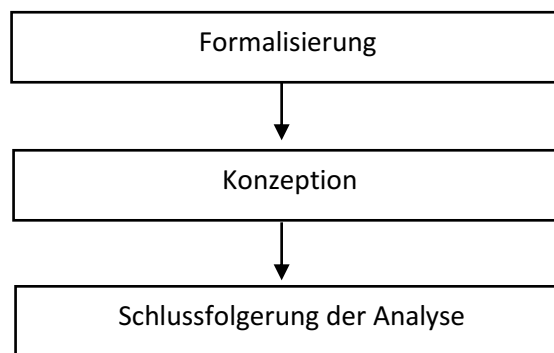 Formalisierung
Konzeption
Schlussfolgerung der Analyse